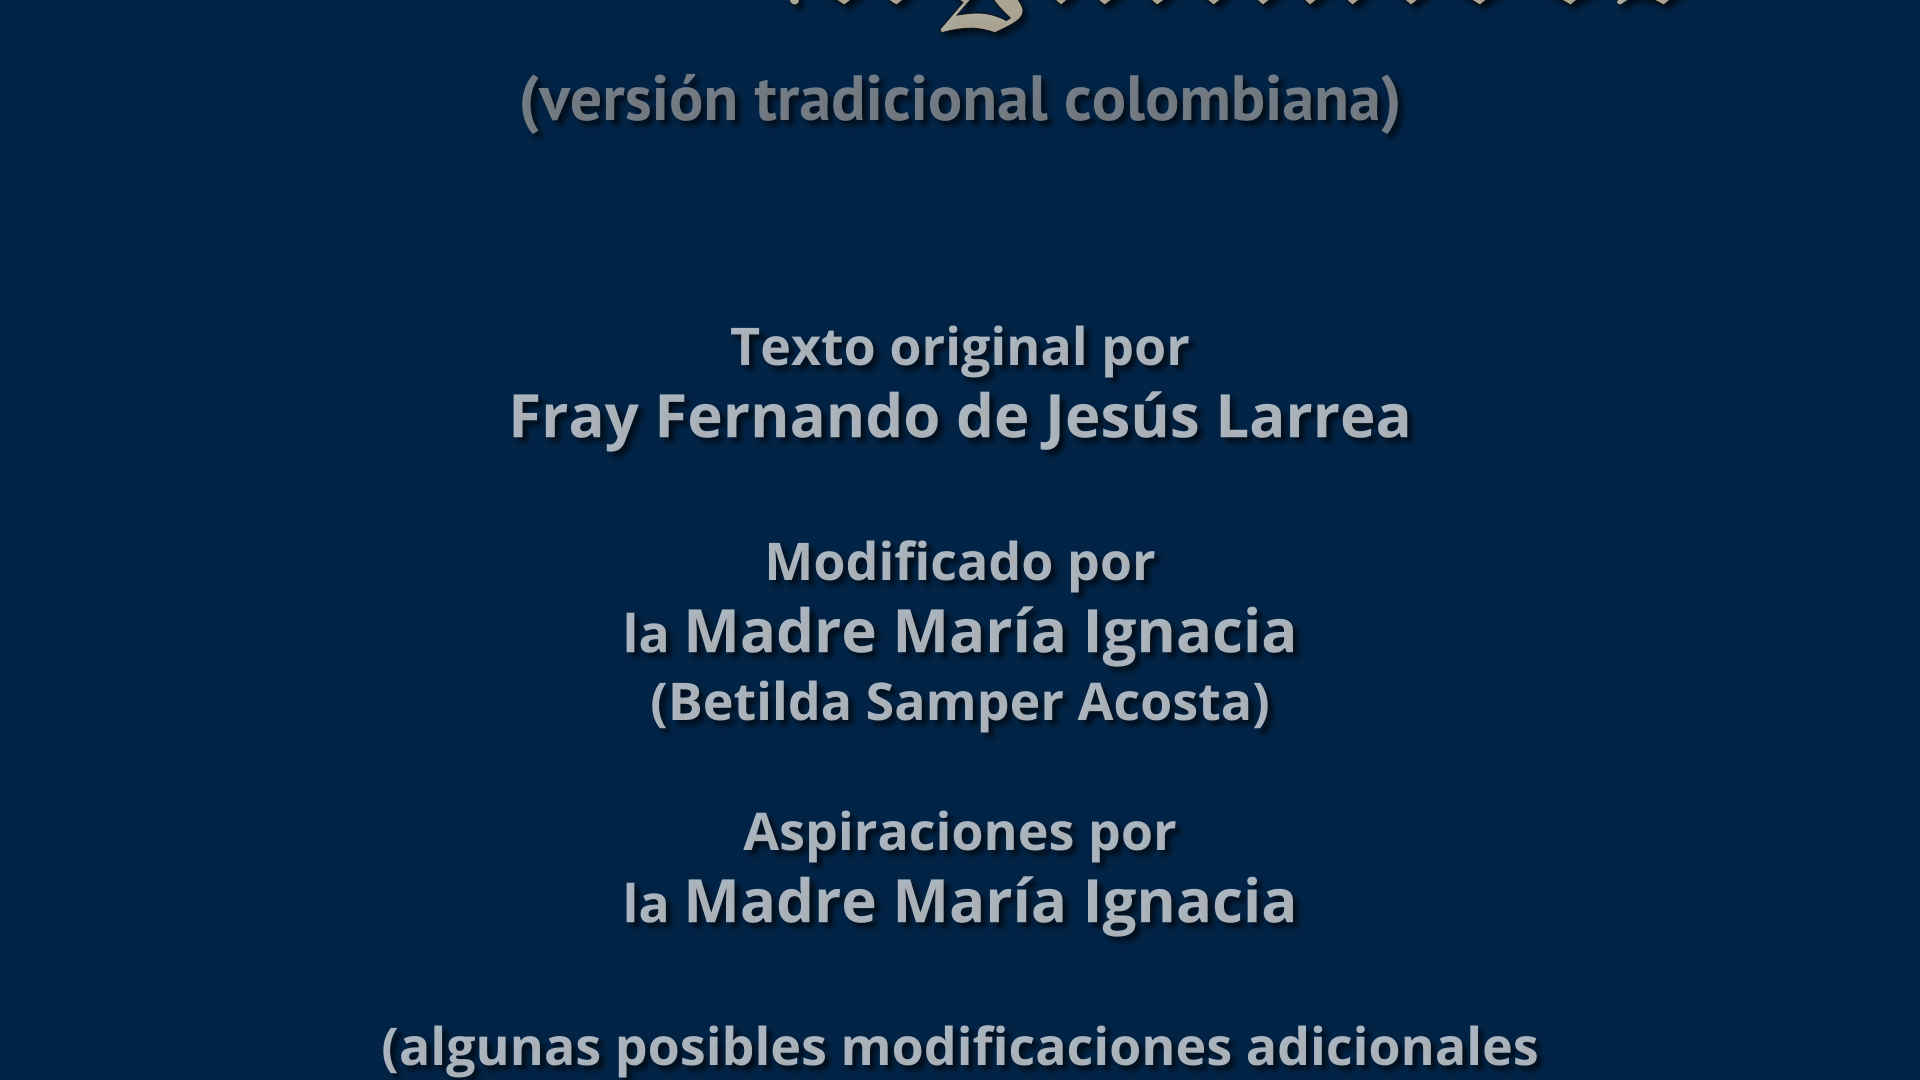 (versión tradicional colombiana)
Texto original por
Fray Fernando de Jesús Larrea
Modificado por
la Madre María Ignacia
(Betilda Samper Acosta)
Aspiraciones por
la Madre María Ignacia
(algunas posibles modificaciones adicionales